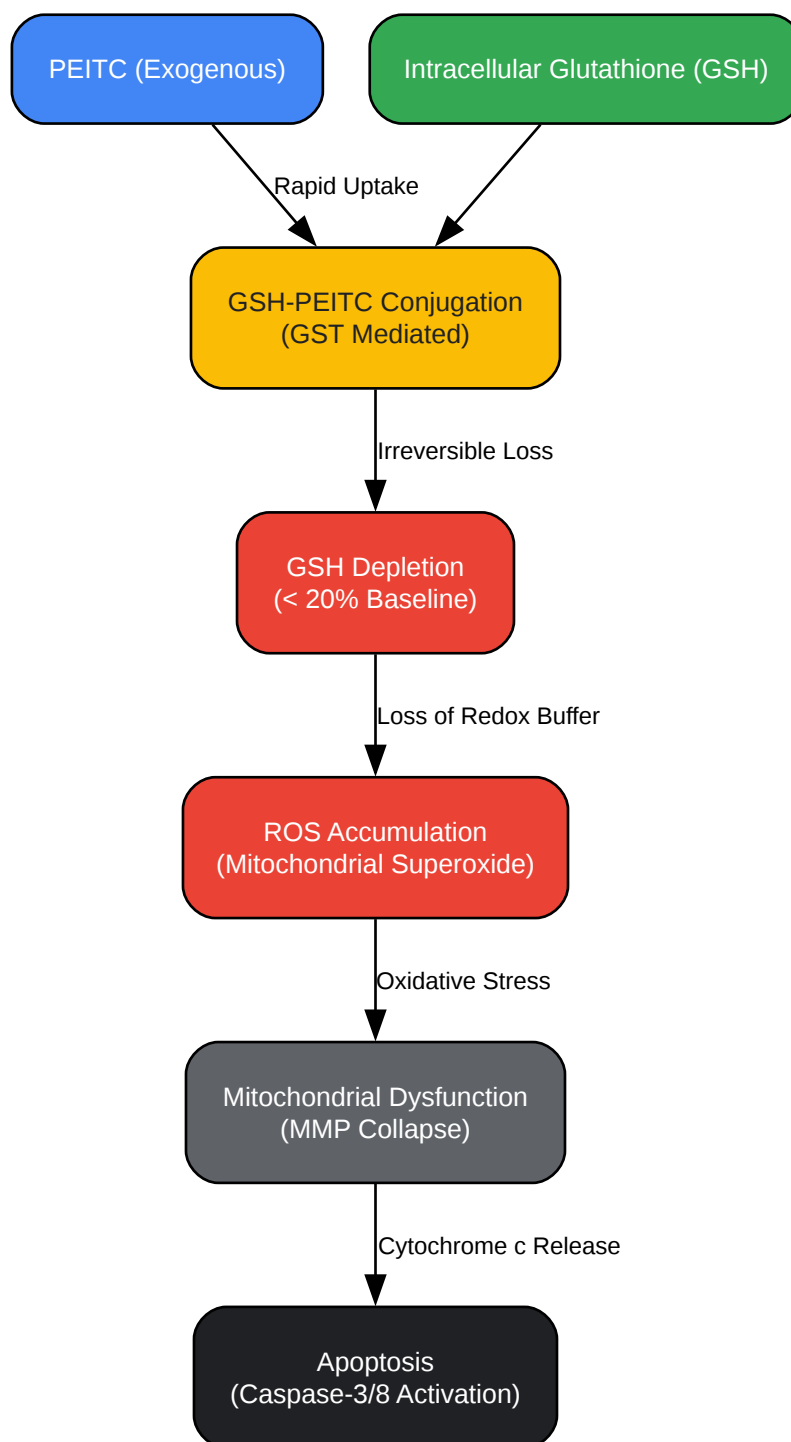 PEITC (Exogenous)
Intracellular Glutathione (GSH)
Rapid Uptake
GSH-PEITC Conjugation
(GST Mediated)
Irreversible Loss
GSH Depletion
(< 20% Baseline)
Loss of Redox Buffer
ROS Accumulation
(Mitochondrial Superoxide)
Oxidative Stress
Mitochondrial Dysfunction
(MMP Collapse)
Cytochrome c Release
Apoptosis
(Caspase-3/8 Activation)